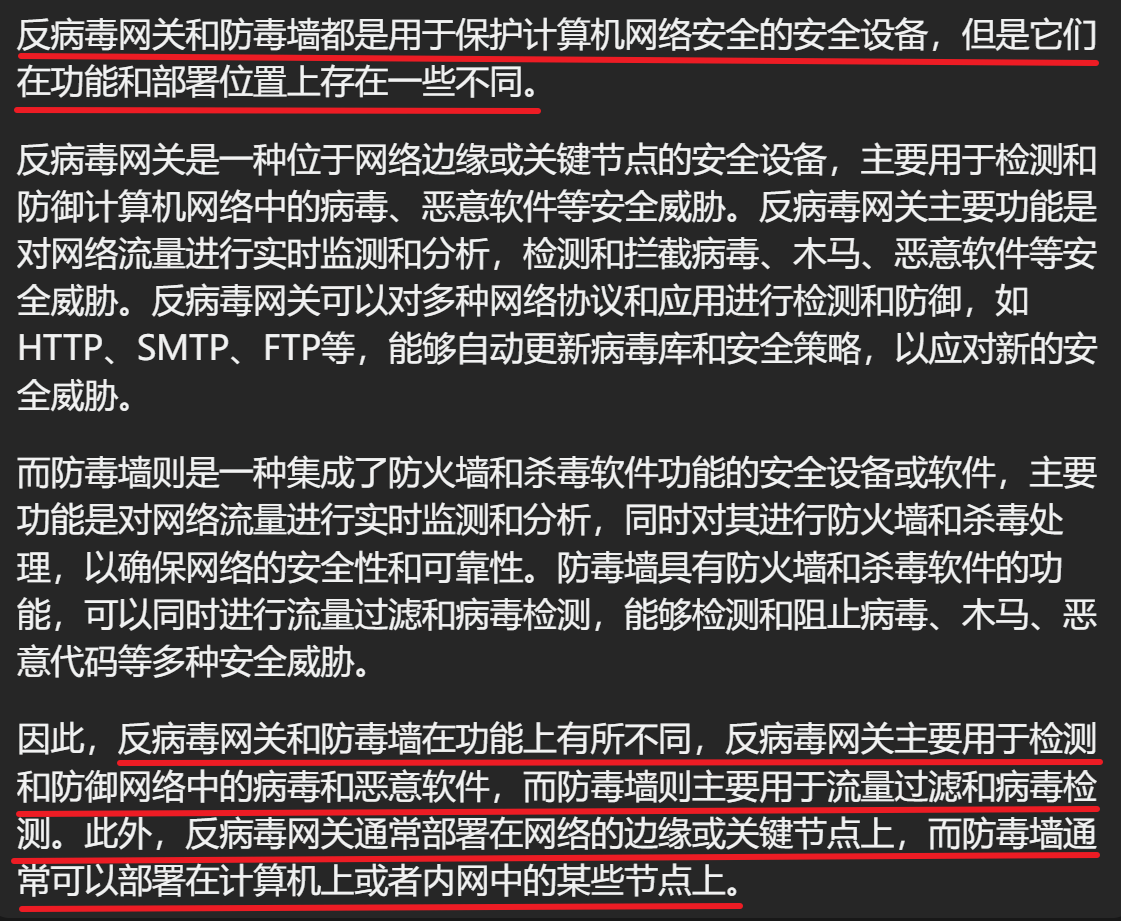 反病毒网关和防毒墙都是用于保护计算机网络安全的安全设备，但是它们
在功能和部署位置上存在一些不同。
反病毒网关是一种位于网络边缘或关键节点的安全设备，主要用于检测和
防御计算机网络中的病毒、恶意软件等安全威胁。反病毒网关主要功能是
对网络流量进行实时监测和分析，检测和拦截病毒、木马、恶意软件等安
全威胁。反病毒网关可以对多种网络协议和应用进行检测和防御，如
HTTP、SMTP、FTP等，能够自动更新病毒库和安全策略，以应对新的安
全威胁。
而防毒墙则是一种集成了防火墙和杀毒软件功能的安全设备或软件，主要
功能是对网络流量进行实时监测和分析，同时对其进行防火墙和杀毒处
理，以确保网络的安全性和可靠性。防毒墙具有防火墙和杀毒软件的功
能，可以同时进行流量过滤和病毒检测，能够检测和阻止病毒、木马、恶
意代码等多种安全威胁。
因此，反病毒网关和防毒墙在功能上有所不同，反病毒网关主要用于检测
和防御网络中的病毒和恶意软件，而防毒墙则主要用于流量过滤和病毒检
测。此外，反病毒网关通常部署在网络的边缘或关键节点上，而防毒墙通
常可以部署在计算机上或者内网中的某些节点上。